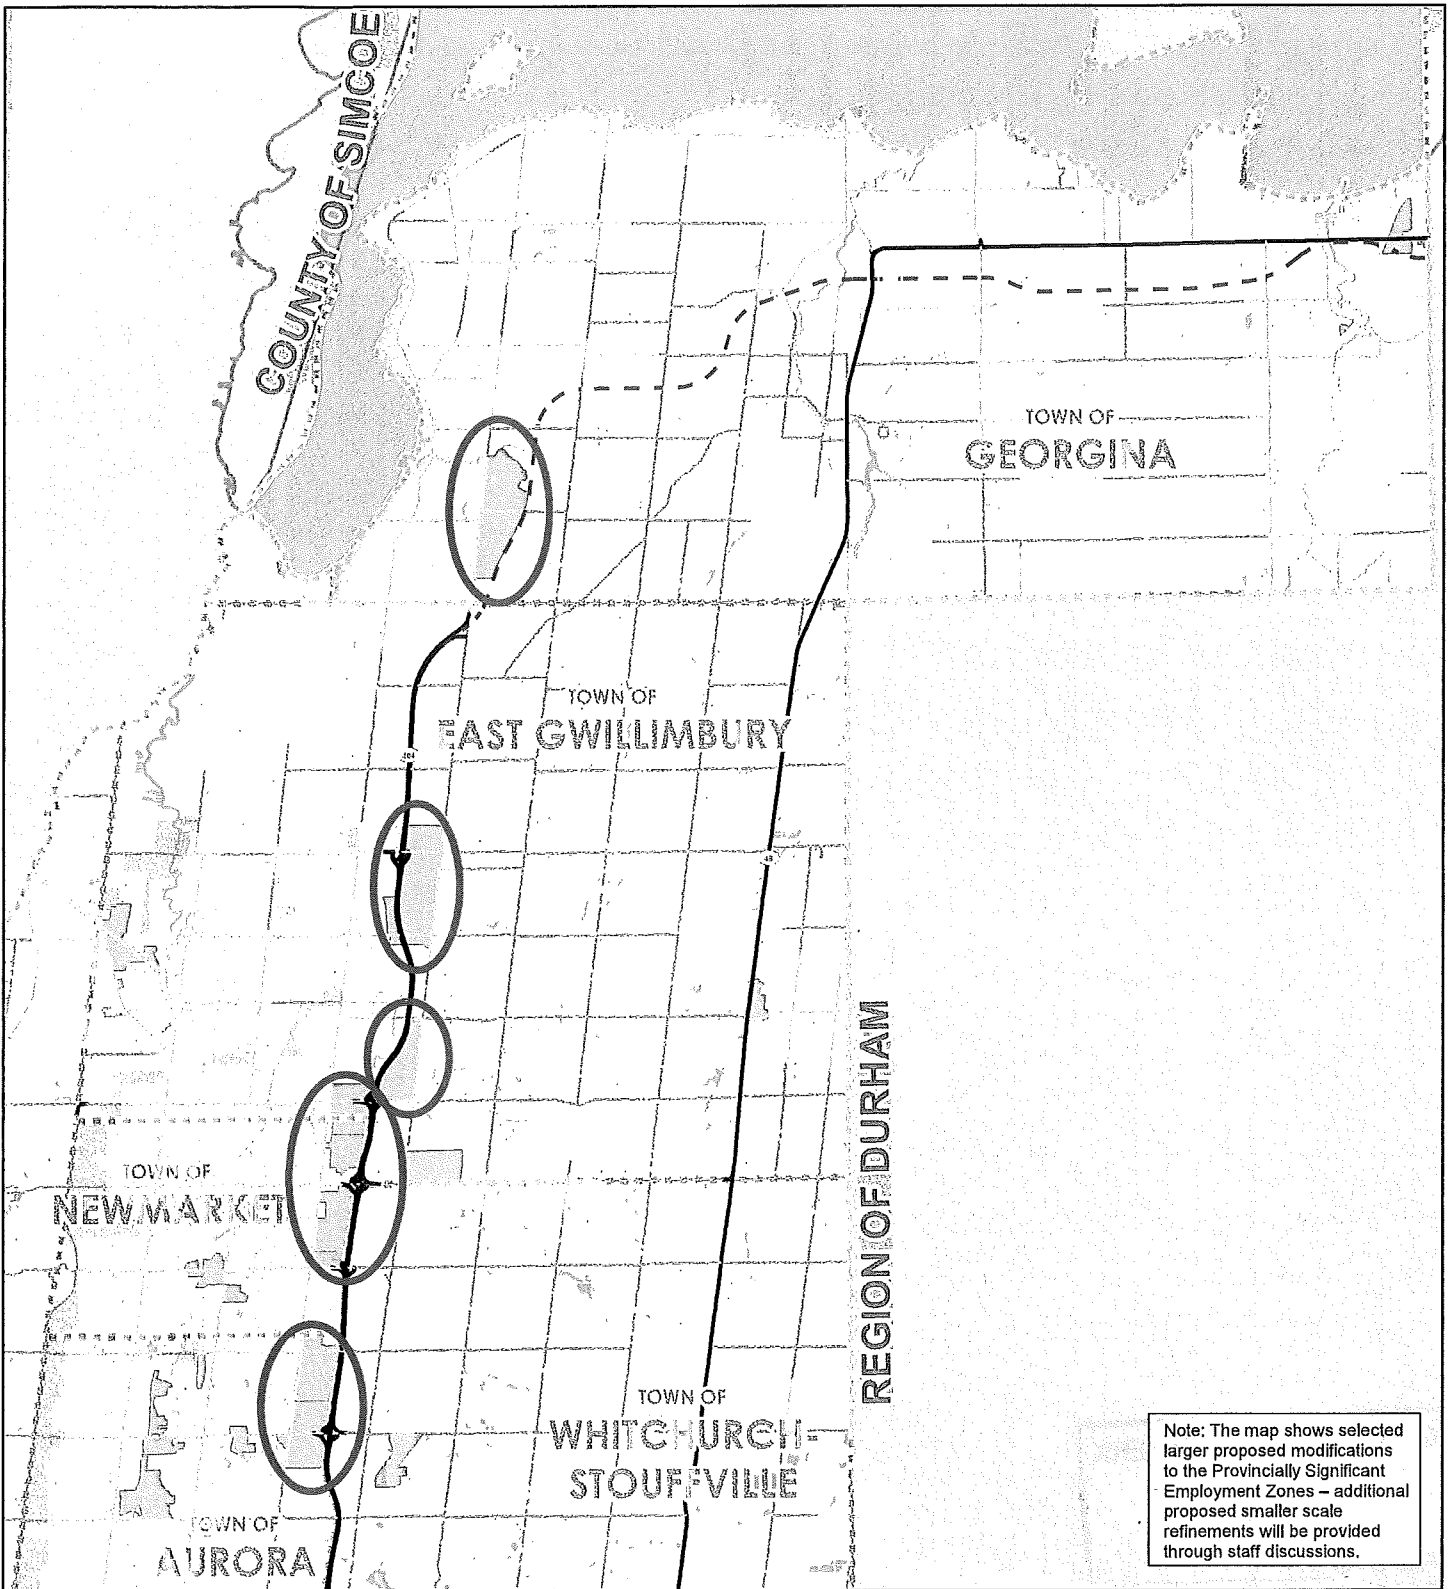 COUNTY OF SIMCOE
TOWN OF
GEORGINA
TOWN OF
EAST GWILLIMBURY
48
REGION OF DURHAM
TOWN OF
NEWMARKET
TOWN OF
WHITCHURCH-
STOUFFVILLE
TOWN OF
AURORA
Note: The map shows selected
larger proposed modifications
to the Provincially Significant
Employment Zones – additional
proposed smaller scale
refinements will be provided
through staff discussions.